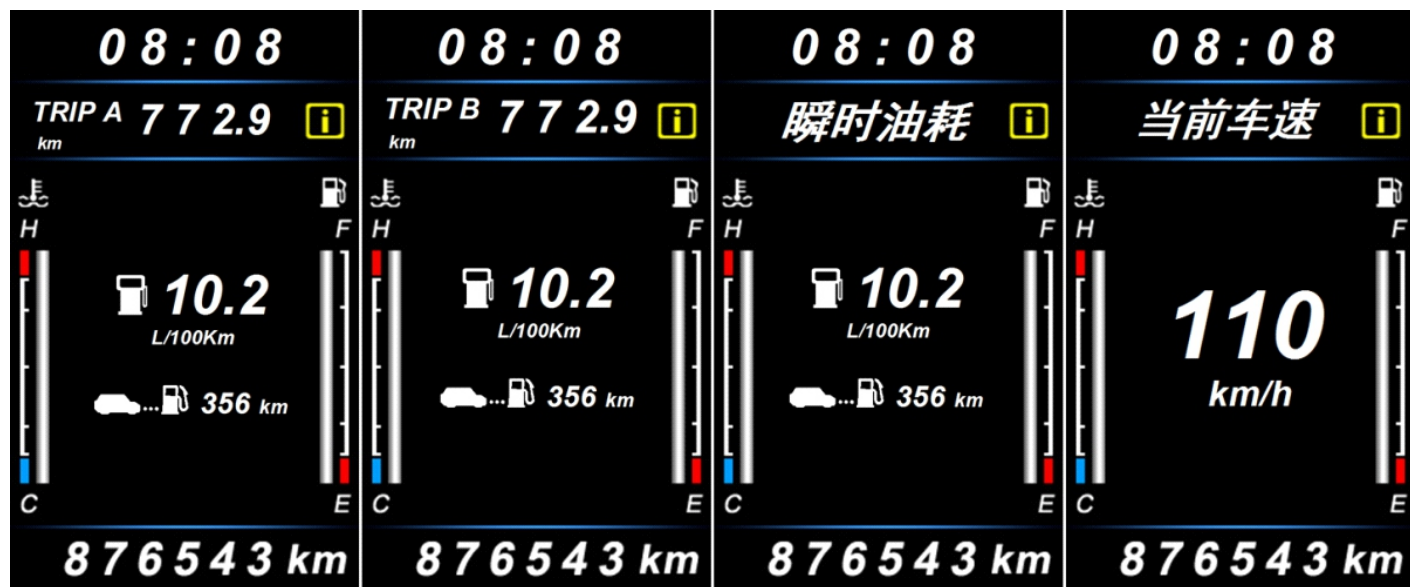 08:08
TRIP A 772.9
km
H F
10.2
L/100Km
356 km
C E
876543 km
08:08
TRIP B 772.9
km
H F
10.2
L/100Km
356 km
C E
876543 km
08:08
瞬时油耗
H F
10.2
L/100Km
356 km
C E
876543 km
08:08
当前车速
H F
110
km/h
C E
876543 km